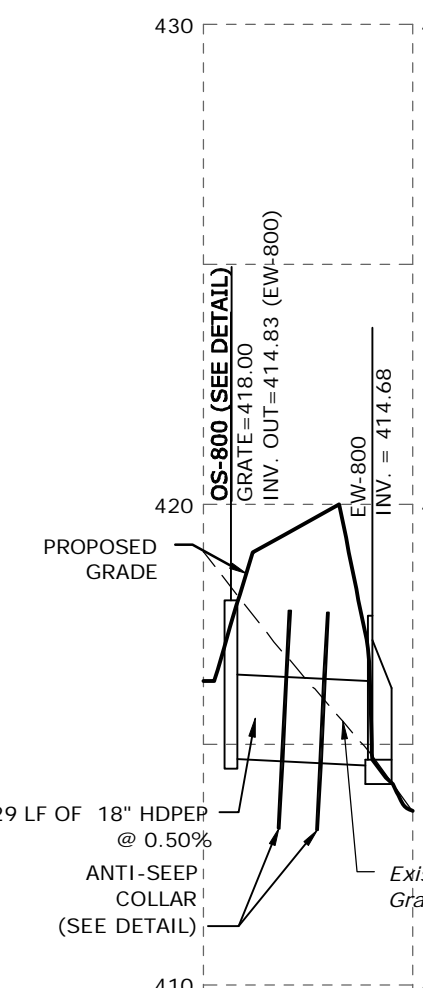 430
OS-800 (SEE DETAIL)
GRATE=418.00
INV. OUT=414.83 (EW-800)
EW-800
INV. = 414.68
420
PROPOSED
GRADE
29 LF OF 18" HDPEP
@ 0.50%
ANTI-SEEP
COLLAR
(SEE DETAIL)
410